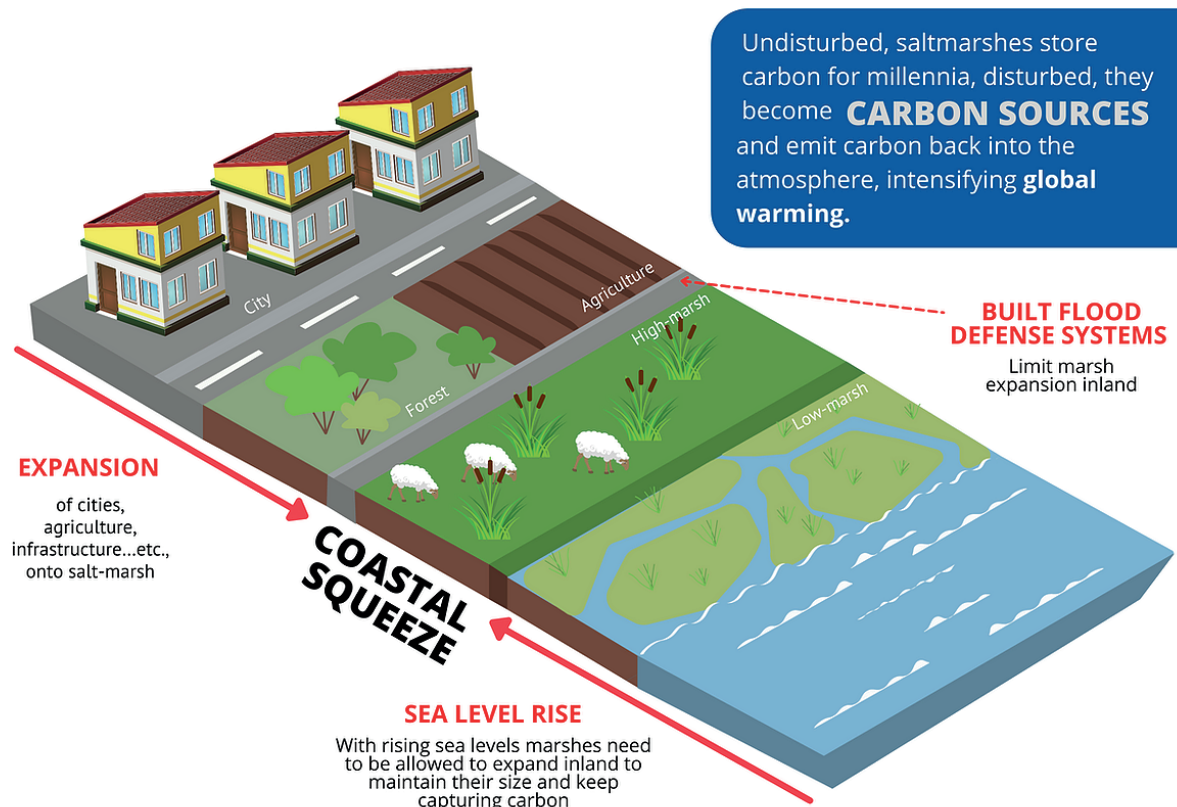 Undisturbed, saltmarshes store
carbon for millennia, disturbed, they
become CARBON SOURCES
and emit carbon back into the
atmosphere, intensifying global
warming.
City
Agriculture
High-marsh
Forest
Low-marsh
BUILT FLOOD
DEFENSE SYSTEMS
Limit marsh
expansion inland
EXPANSION
of cities,
agriculture,
infrastructure...etc.,
onto salt-marsh
COASTAL
SQUEEZE
SEA LEVEL RISE
With rising sea levels marshes need
to be allowed to expand inland to
maintain their size and keep
capturing carbon